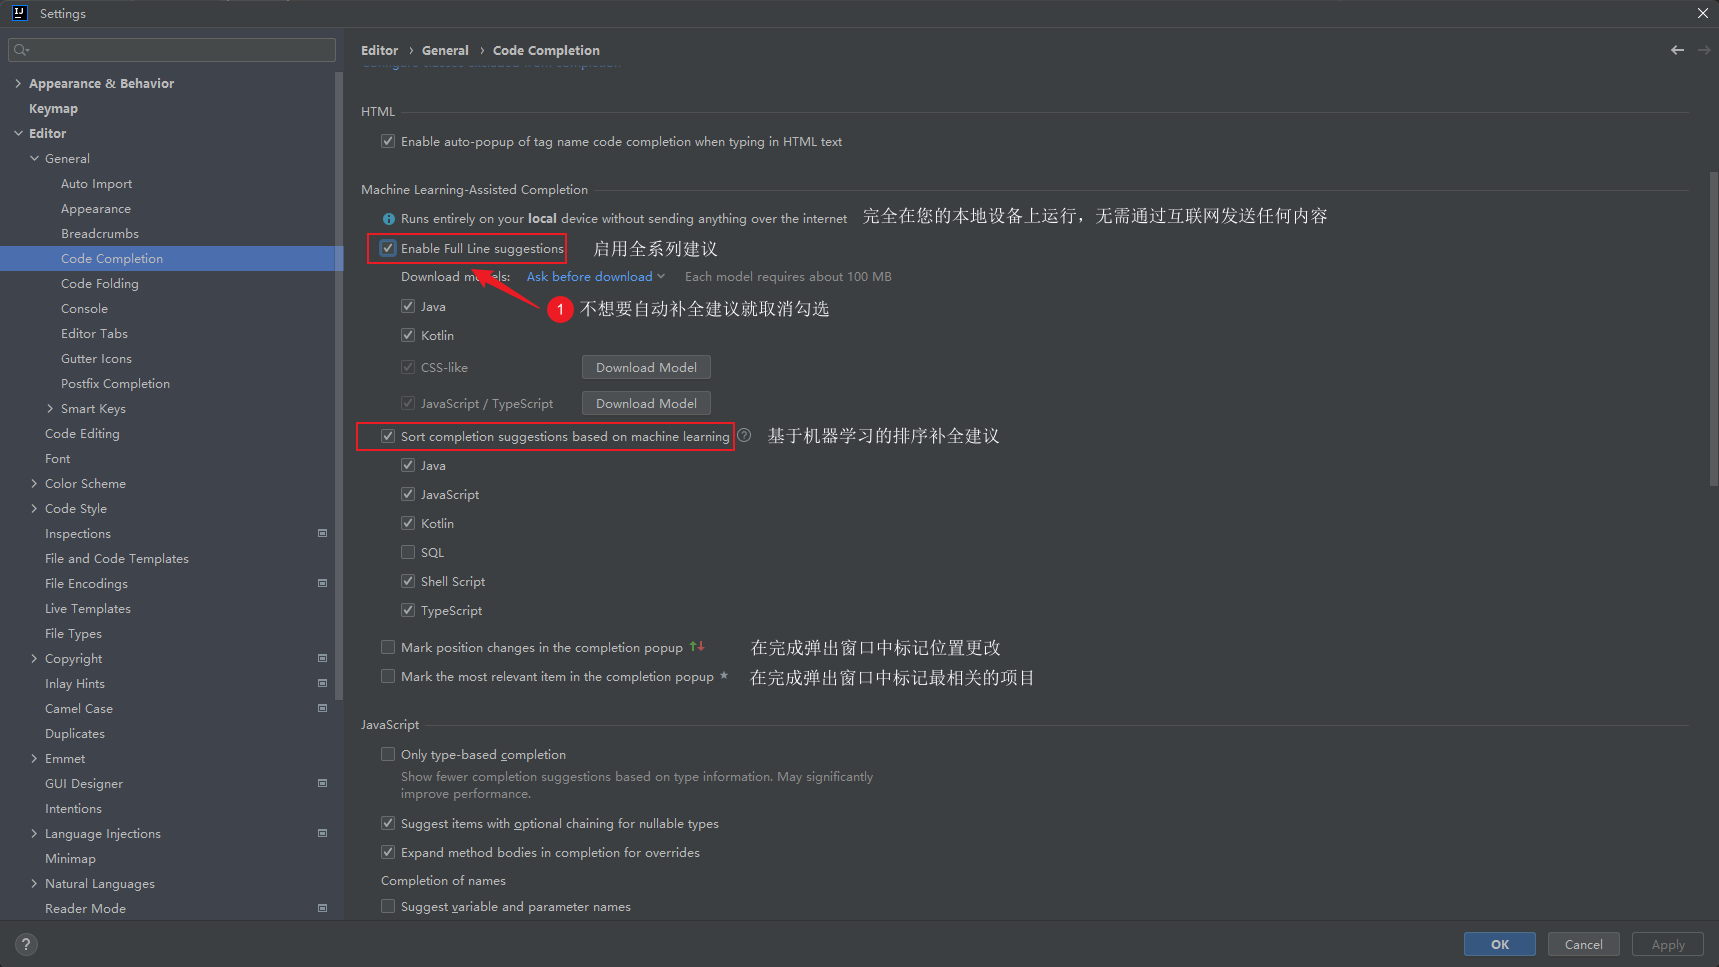 Settings
Editor › General › Code Completion
Appearance & Behavior
Keymap
Editor
General
Auto Import
Appearance
Breadcrumbs
Code Completion
Code Folding
Console
Editor Tabs
Gutter Icons
Postfix Completion
Smart Keys
Code Editing
Font
Color Scheme
Code Style
Inspections
File and Code Templates
File Encodings
Live Templates
File Types
Copyright
Inlay Hints
Camel Case
Duplicates
Emmet
GUI Designer
Intentions
Language Injections
Minimap
Natural Languages
Reader Mode
HTML
Enable auto-popup of tag name code completion when typing in HTML text
Machine Learning-Assisted Completion
Runs entirely on your local device without sending anything over the internet 完全在您的本地设备上运行，无需通过互联网发送任何内容
Enable Full Line suggestions 启用全系列建议
Download models: Ask before download Each model requires about 100 MB
Java
1 不想要自动补全建议就取消勾选
Kotlin
CSS-like Download Model
JavaScript / TypeScript Download Model
Sort completion suggestions based on machine learning ? 基于机器学习的排序补全建议
Java
JavaScript
Kotlin
SQL
Shell Script
TypeScript
Mark position changes in the completion popup 在完成弹出窗口中标记位置更改
Mark the most relevant item in the completion popup 在完成弹出窗口中标记最相关的项目
JavaScript
Only type-based completion
Show fewer completion suggestions based on type information. May significantly
improve performance.
Suggest items with optional chaining for nullable types
Expand method bodies in completion for overrides
Completion of names
Suggest variable and parameter names
? OK Cancel Apply